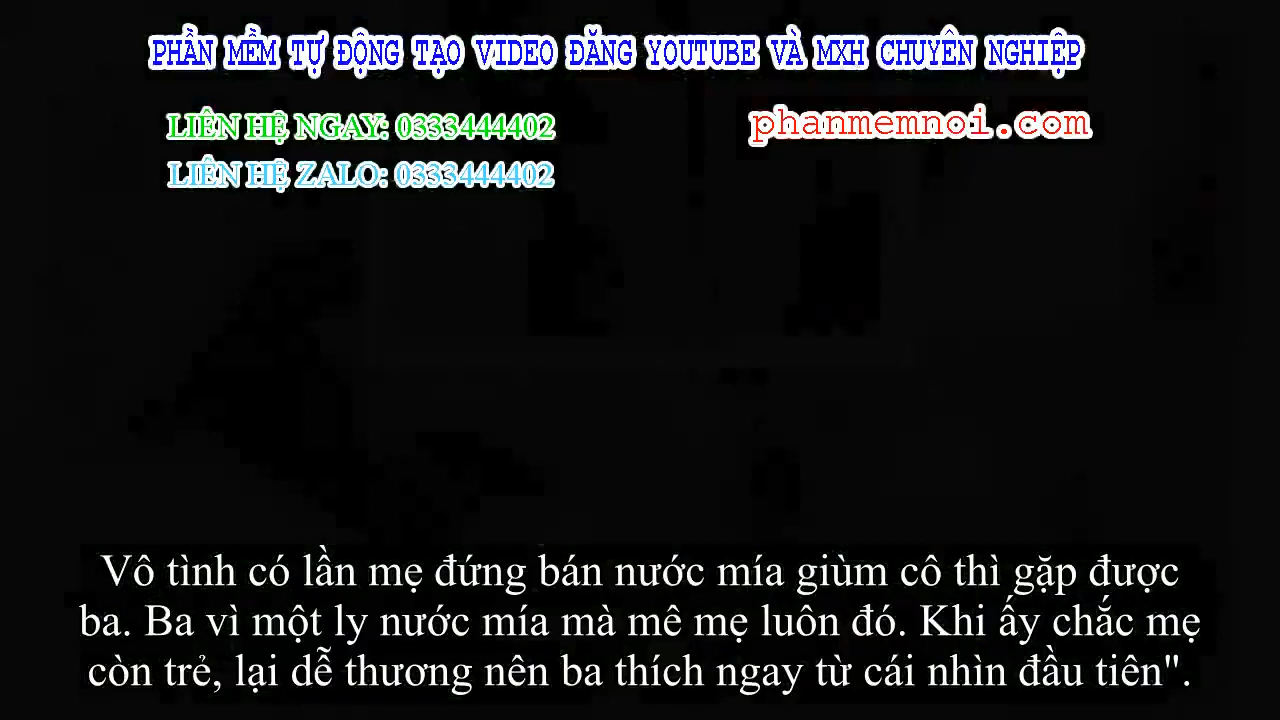 PHẦN MỀM TỰ ĐỘNG TẠO VIDEO ĐĂNG YOUTUBE VÀ MXH CHUYÊN NGHIỆP
LIÊN HỆ NGAY: 0333444402
phanmemnoi.com
LIÊN HỆ ZALO: 0333444402
Vô tình có lần mẹ đứng bán nước mía giùm cô thì gặp được
ba. Ba vì một ly nước mía mà mê mẹ luôn đó. Khi ấy chắc mẹ
còn trẻ, lại dễ thương nên ba thích ngay từ cái nhìn đầu tiên".